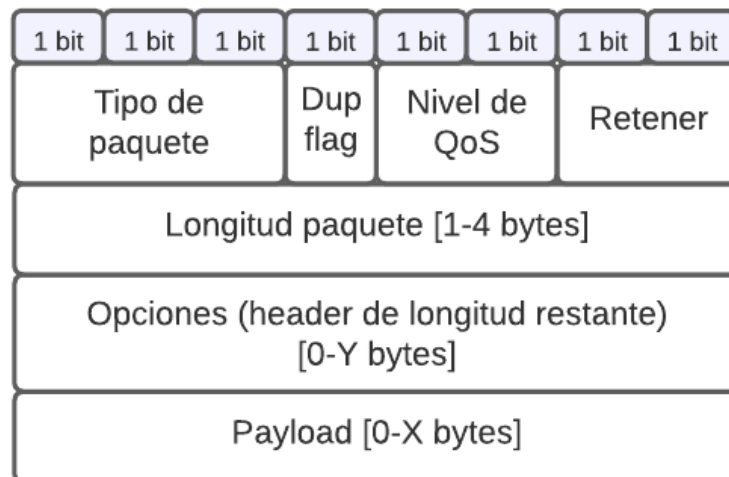 1 bit 1 bit 1 bit 1 bit 1 bit 1 bit 1 bit 1 bit
Tipo de
paquete
Dup
flag
Nivel de
QoS
Retener
Longitud paquete [1-4 bytes]
Opciones (header de longitud restante)
[0-Y bytes]
Payload [0-X bytes]